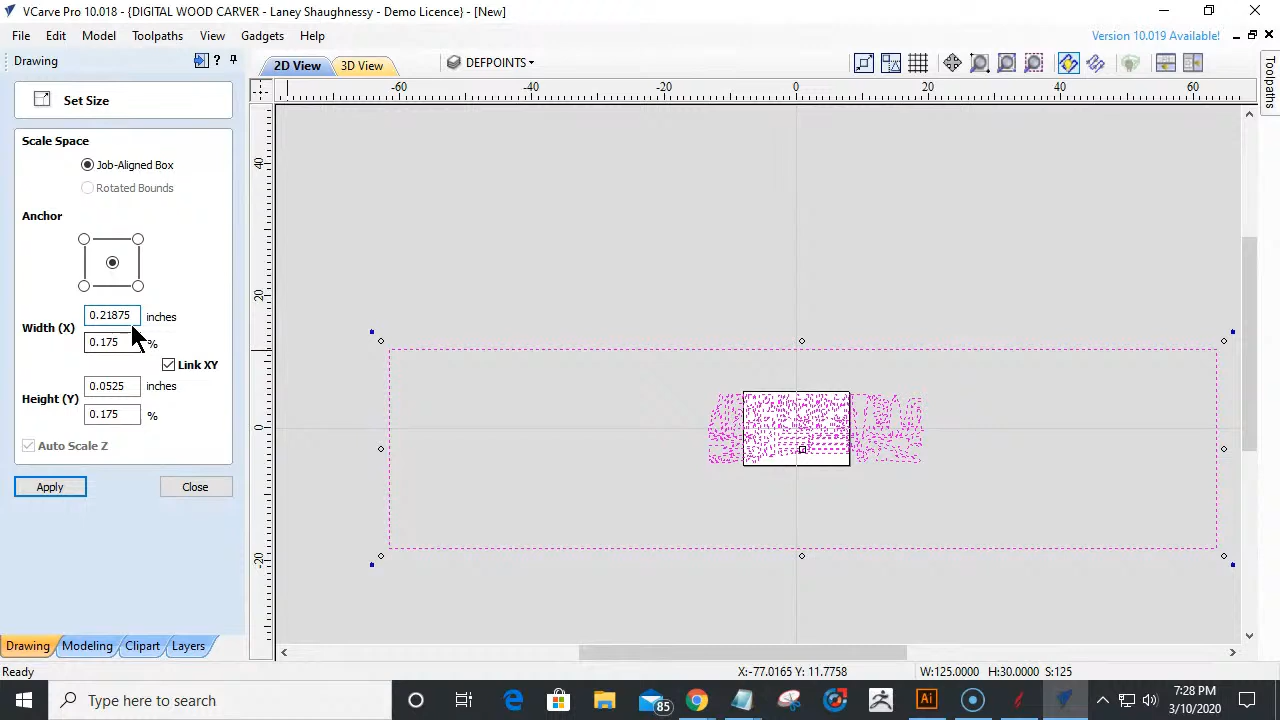 VCarve Pro 10.018 - {DIGITAL WOOD CARVER - Laney Shaughnessy - Demo Licence} - [New]
File Edit Model Toolpaths View Gadgets Help
Version 10.019 Available!
Drawing
?
2D View
3D View
DEFPOINTS
Toolpaths
Set Size
-60 -40 -20 0 20 40 60
Scale Space
Job-Aligned Box
Rotated Bounds
Anchor
Width (X)
0.21875 inches
0.175 %
Link XY
Height (Y)
0.0525 inches
0.175 %
Auto Scale Z
Apply
Close
40
20
0
-20
Drawing Modeling Clipart Layers
Ready
X:-77.0165 Y: 11.7758
W:125.0000 H:30.0000 S:125
Type here to search
85
Ai
7:28 PM
3/10/2020